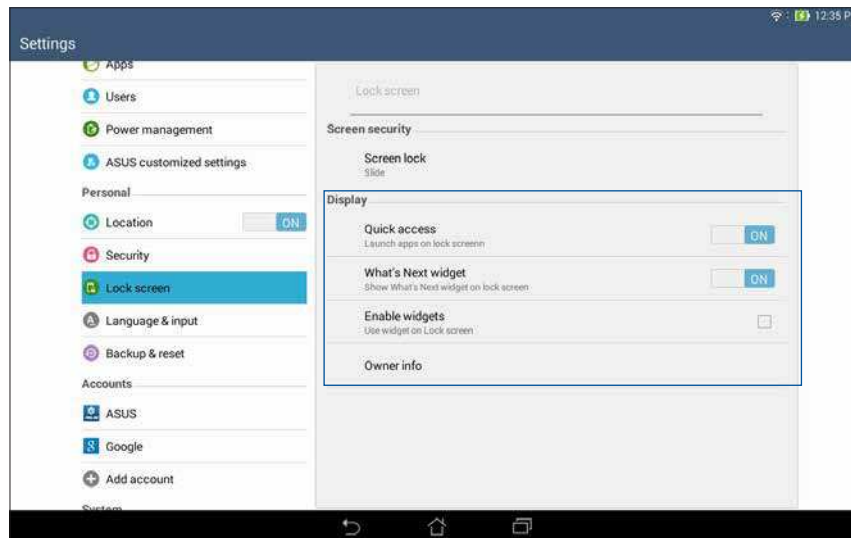 12:35 P
Settings
Apps
Users
Power management
ASUS customized settings
Personal
Location
ON
Security
Lock screen
Language & input
Backup & reset
Accounts
ASUS
Google
Add account
System
Lock screen
Screen security
Screen lock
Slide
Display
Quick access
Launch apps on lock screenn
ON
What's Next widget
Show What's Next widget on lock screen
ON
Enable widgets
Use widget on Lock screen
Owner info